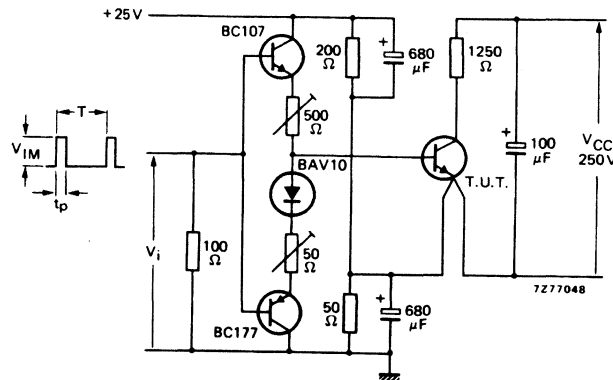 +25V
BC107
200
Ω
+
680
μF
1250
Ω
500
Ω
T
V_IM
t_p
BAV10
+
100
μF
V_CC
250V
T.U.T.
V_i
100
Ω
50
Ω
50
Ω
+
680
μF
BC177
7Z77048